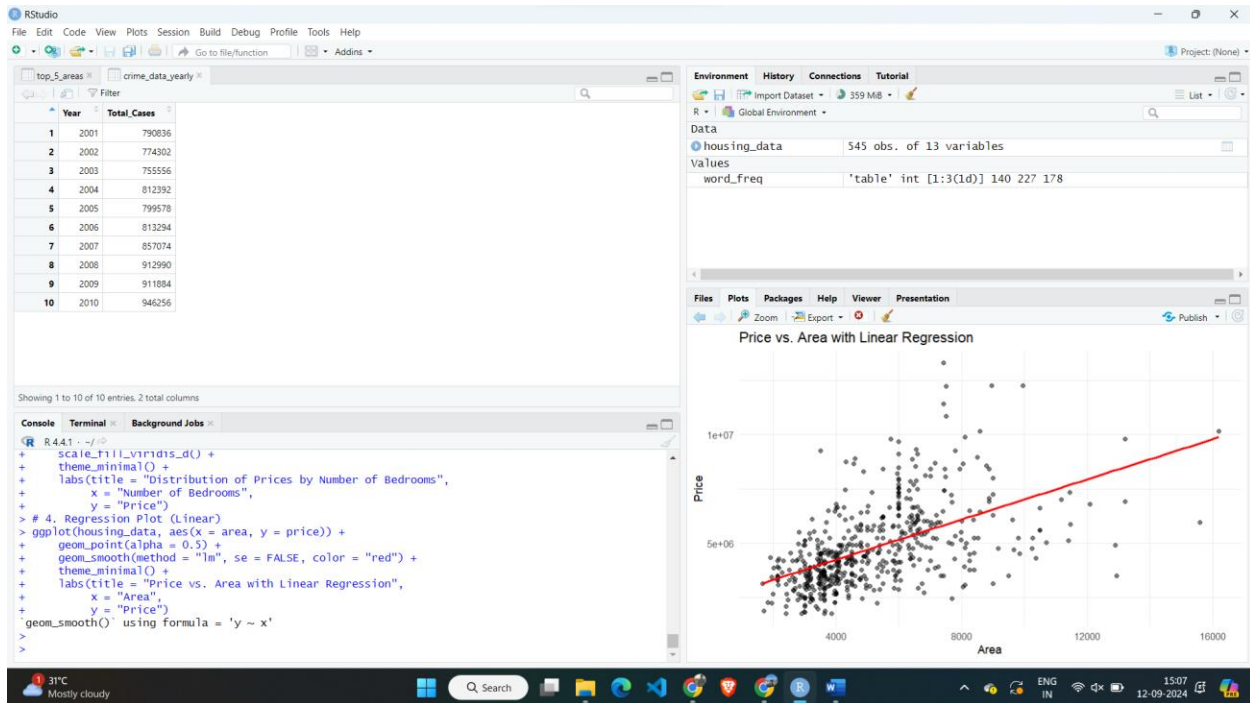 RStudio
File Edit Code View Plots Session Build Debug Profile Tools Help
Go to file/function Addins Project: (None)
top_5_areas crime_data_yearly
Filter
Year Total_Cases
1 2001 790836
2 2002 774302
3 2003 755556
4 2004 812392
5 2005 799578
6 2006 813294
7 2007 857074
8 2008 912990
9 2009 911884
10 2010 946256
Showing 1 to 10 of 10 entries, 2 total columns
Console Terminal Background Jobs
R 4.4.1 · ~/
+ scale_fill_viridis_d() +
+ theme_minimal() +
+ labs(title = "Distribution of Prices by Number of Bedrooms",
+ x = "Number of Bedrooms",
+ y = "Price")
> # 4. Regression Plot (Linear)
> ggplot(housing_data, aes(x = area, y = price)) +
+ geom_point(alpha = 0.5) +
+ geom_smooth(method = "lm", se = FALSE, color = "red") +
+ theme_minimal() +
+ labs(title = "Price vs. Area with Linear Regression",
+ x = "Area",
+ y = "Price")
`geom_smooth()` using formula = 'y ~ x'
>
>
Environment History Connections Tutorial
Import Dataset 359 MiB List
R Global Environment
Data
housing_data 545 obs. of 13 variables
Values
word_freq 'table' int [1:3(1d)] 140 227 178
Files Plots Packages Help Viewer Presentation
Zoom Export Publish
Price vs. Area with Linear Regression
1e+07
Price
5e+06
4000 8000 12000 16000
Area
1 31°C
Mostly cloudy
Search
ENG
IN
15:07
12-09-2024